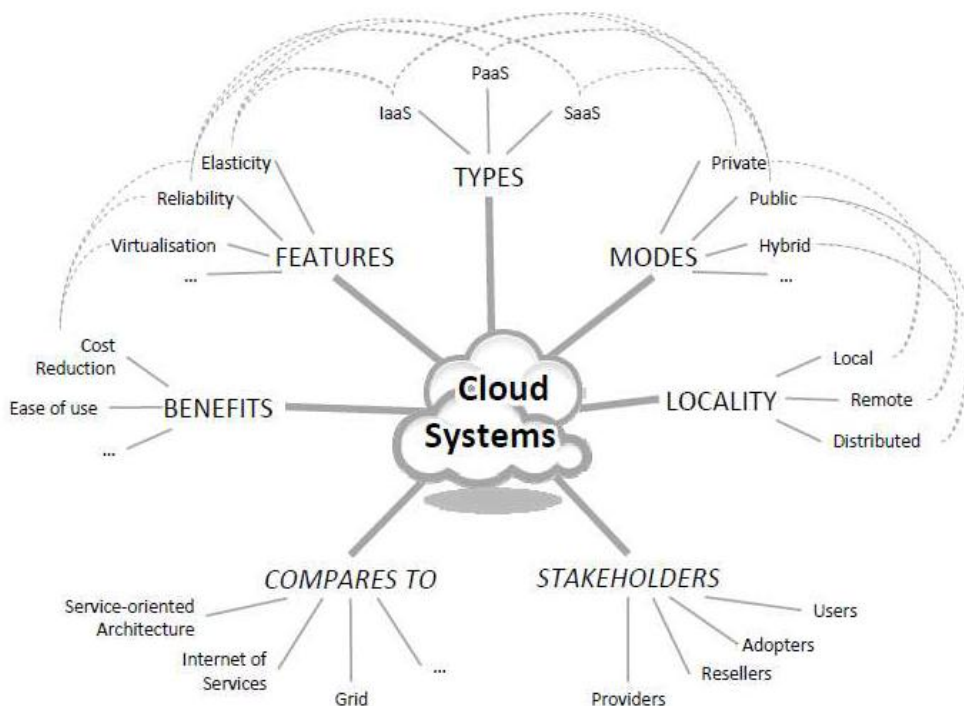 PaaS
IaaS
SaaS
TYPES
Elasticity
Reliability
Virtualisation
...
FEATURES
Private
Public
Hybrid
...
MODES
Cost
Reduction
Ease of use
...
BENEFITS
Cloud
Systems
Local
Remote
Distributed
LOCALITY
COMPARES TO
Service-oriented
Architecture
Internet of
Services
Grid
...
STAKEHOLDERS
Users
Adopters
Resellers
Providers